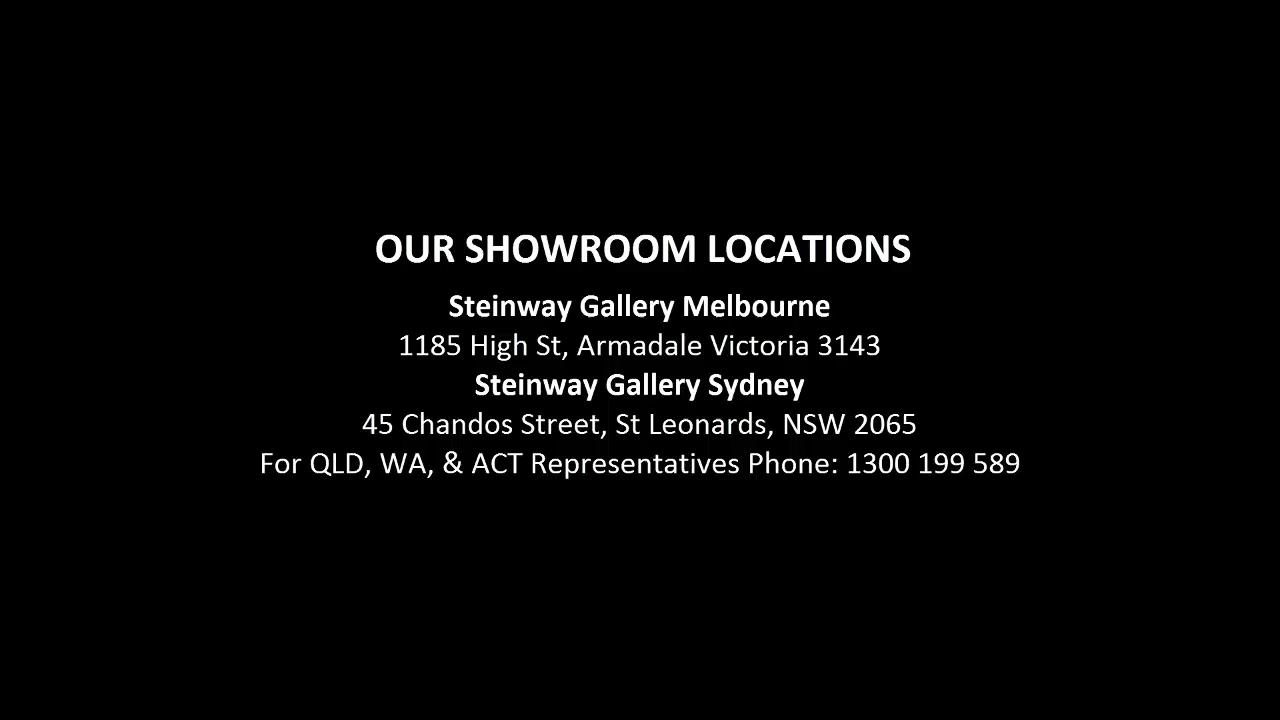 OUR SHOWROOM LOCATIONS
Steinway Gallery Melbourne
1185 High St, Armadale Victoria 3143
Steinway Gallery Sydney
45 Chandos Street, St Leonards, NSW 2065
For QLD, WA, & ACT Representatives Phone: 1300 199 589